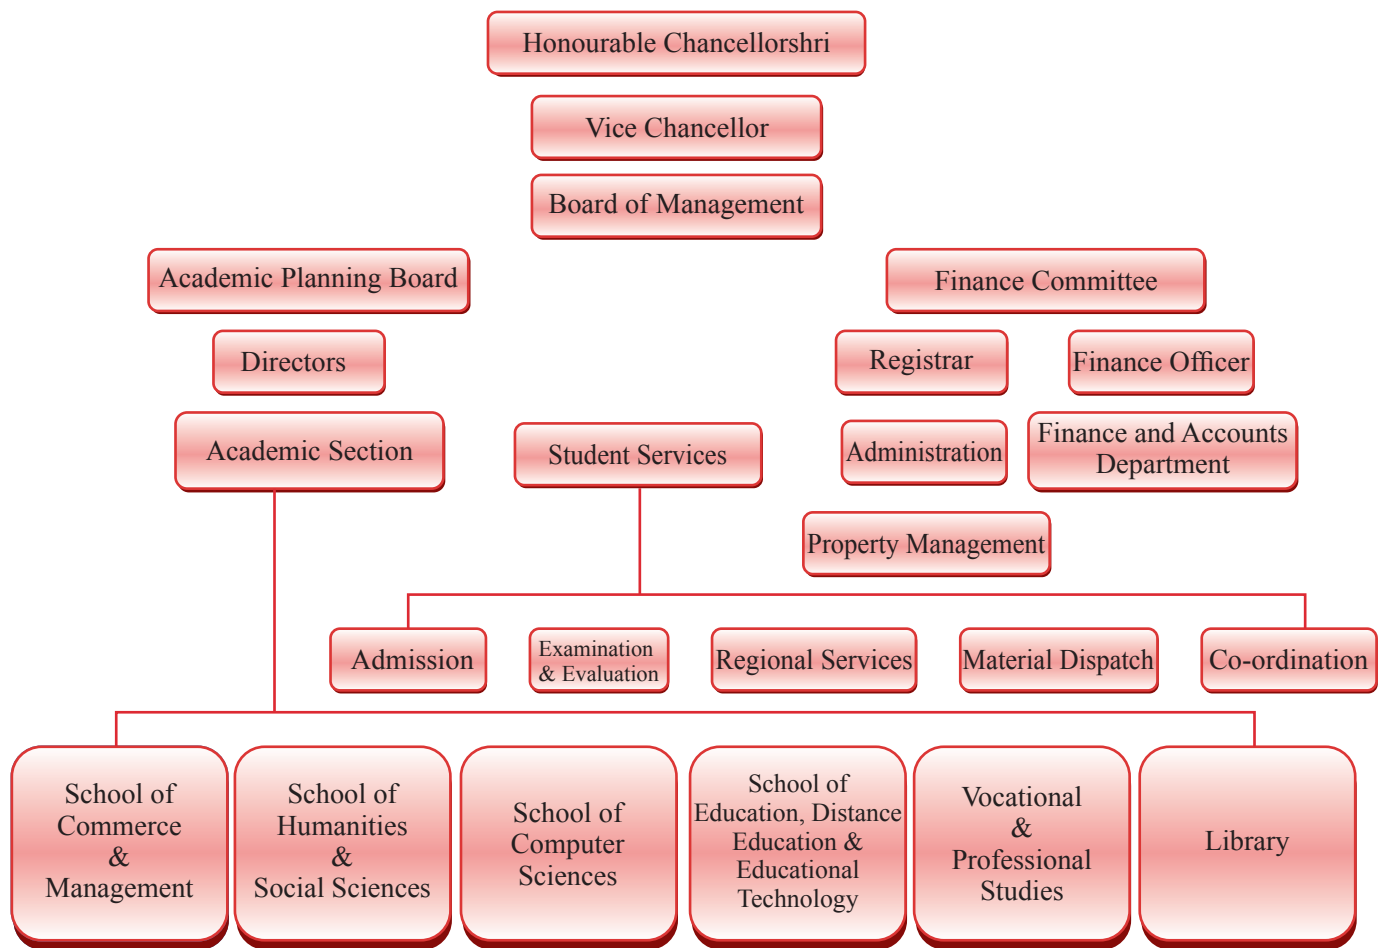 Honourable Chancellorshri
Vice Chancellor
Board of Management
Academic Planning Board
Finance Committee
Directors
Registrar
Finance Officer
Academic Section
Student Services
Administration
Finance and Accounts
Department
Property Management
Admission
Examination
& Evaluation
Regional Services
Material Dispatch
Co-ordination
School of
Commerce
&
Management
School of
Humanities
&
Social Sciences
School of
Computer
Sciences
School of
Education, Distance
Education &
Educational
Technology
Vocational
&
Professional
Studies
Library